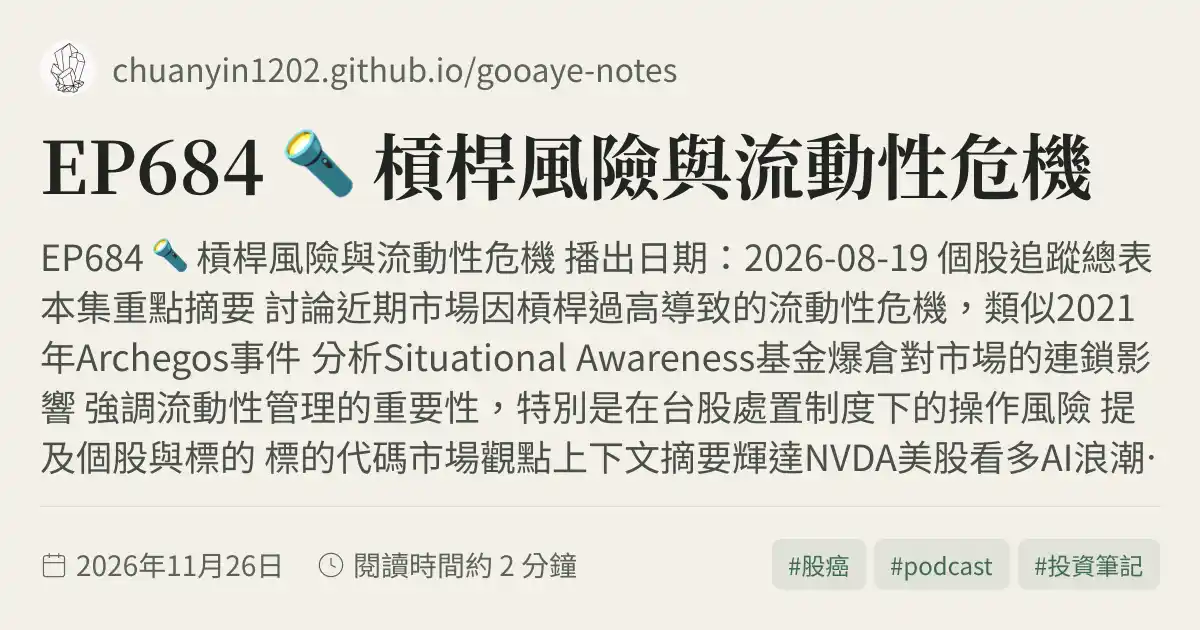 chuanyin1202.github.io/gooaye-notes
EP684 🔦 槓桿風險與流動性危機
EP684 🔦 槓桿風險與流動性危機 播出日期：2026-08-19 個股追蹤總表
本集重點摘要 討論近期市場因槓桿過高導致的流動性危機，類似2021
年Archegos事件 分析Situational Awareness基金爆倉對市場的連鎖影
響 強調流動性管理的重要性，特別是在台股處置制度下的操作風險 提
及個股與標的 標的代碼市場觀點上下文摘要輝達NVDA美股看多AI浪潮·
2026年11月26日
閱讀時間約 2 分鐘
#股癌
#podcast
#投資筆記